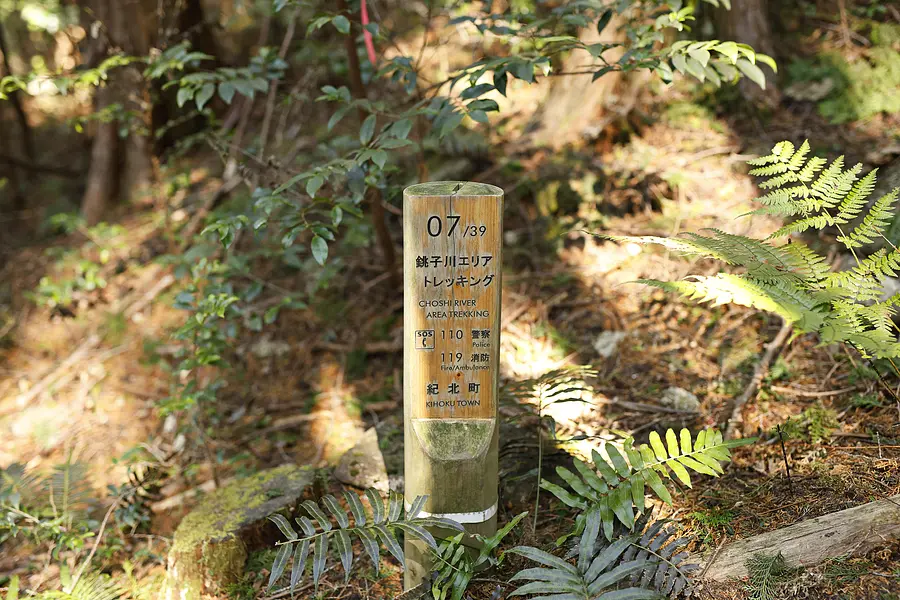 07/39
銚子川エリア
トレッキング
CHOSHI RIVER
AREA TREKKING
SOS 110 警察
Police
119 消防
Fire/Ambulance
紀北町
KIHOKU TOWN